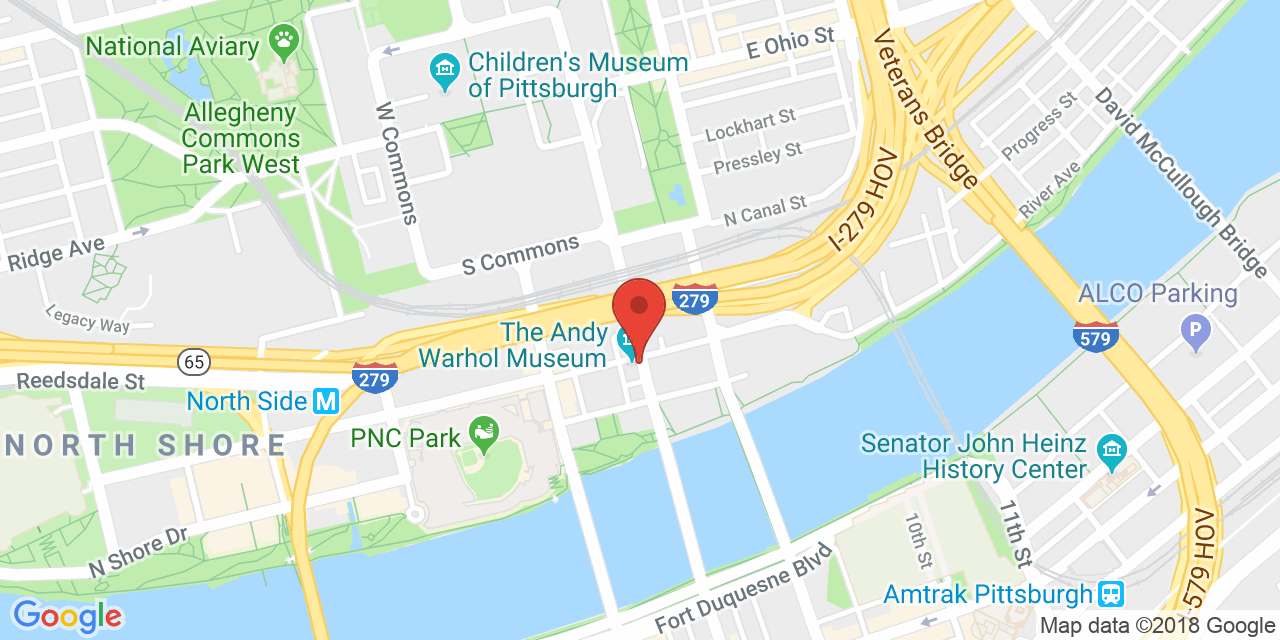 National Aviary
Children's Museum
of Pittsburgh
E Ohio St
Veterans Bridge
David McCullough Bridge
Allegheny
Commons
Park West
W Commons
Lockhart St
Pressley St
Progress St
River Ave
N Canal St
I-279 HOV
Ridge Ave
S Commons
Legacy Way
279
ALCO Parking
P
579
The Andy
Warhol Museum
65
279
Reedsdale St
North Side M
NORTH SHORE
PNC Park
Senator John Heinz
History Center
10th St
11th St
N Shore Dr
Fort Duquesne Blvd
Amtrak Pittsburgh
-579 HOV
Google
Map data ©2018 Google